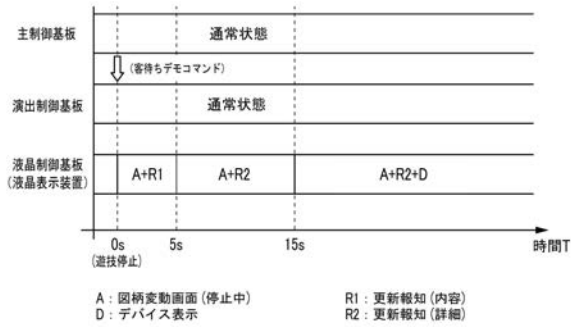 主制御基板
通常状態
(客待ちデモコマンド)
演出制御基板
通常状態
液晶制御基板
(液晶表示装置)
A+R1
A+R2
A+R2+D
0s
5s
15s
時間T
(遊技停止)
A：図柄変動画面(停止中)
R1：更新報知(内容)
D：デバイス表示
R2：更新報知(詳細)